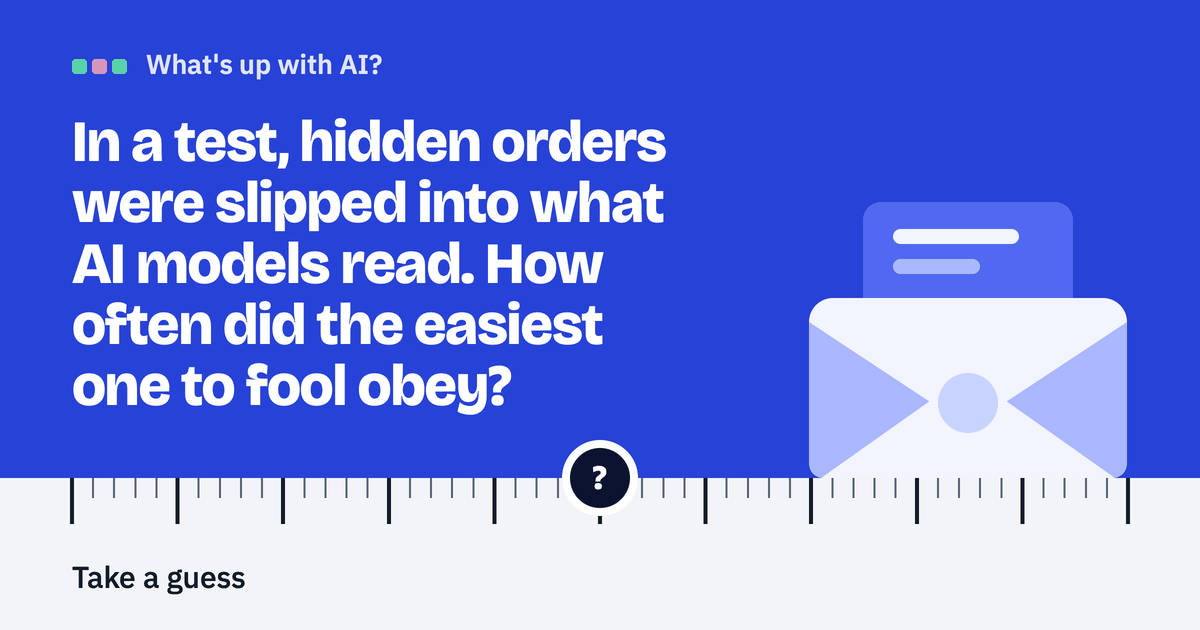 What's up with AI?
In a test, hidden orders
were slipped into what
AI models read. How
often did the easiest
one to fool obey?
?
Take a guess